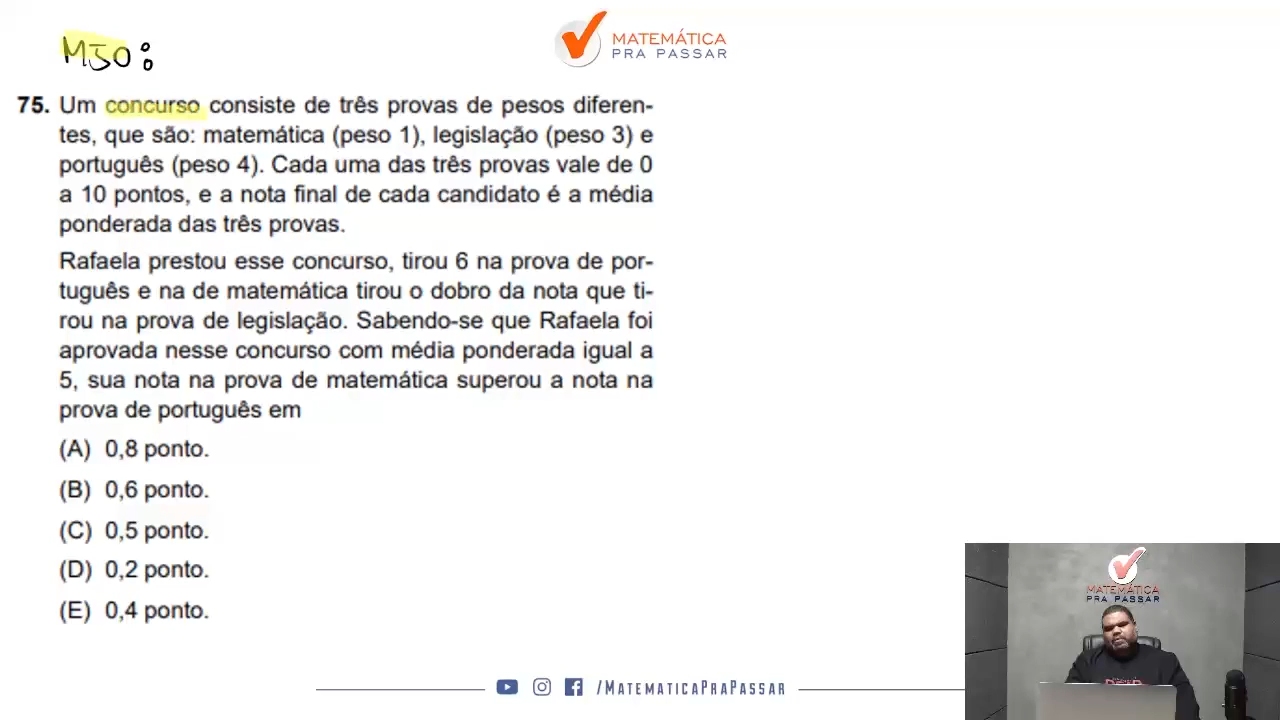 MJO:
MATEMÁTICA
PRA PASSAR
75. Um concurso consiste de três provas de pesos diferen-
tes, que são: matemática (peso 1), legislação (peso 3) e
português (peso 4). Cada uma das três provas vale de 0
a 10 pontos, e a nota final de cada candidato é a média
ponderada das três provas.
Rafaela prestou esse concurso, tirou 6 na prova de por-
tuguês e na de matemática tirou o dobro da nota que ti-
rou na prova de legislação. Sabendo-se que Rafaela foi
aprovada nesse concurso com média ponderada igual a
5, sua nota na prova de matemática superou a nota na
prova de português em
(A) 0,8 ponto.
(B) 0,6 ponto.
(C) 0,5 ponto.
(D) 0,2 ponto.
(E) 0,4 ponto.
MATEMÁTICA
PRA PASSAR
/MATEMATICAPRAPASSAR